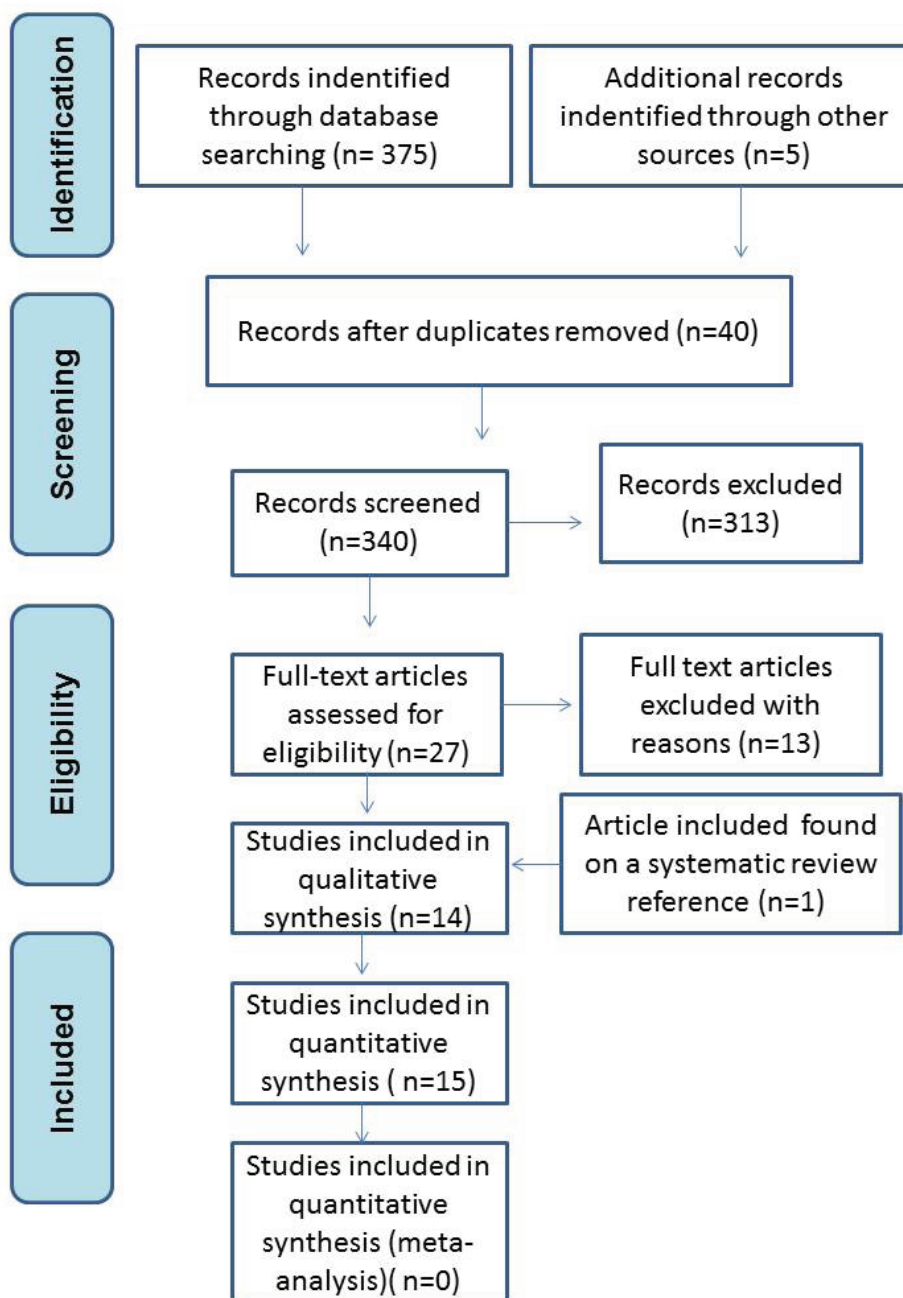 Identification
Records indentified
through database
searching (n= 375)
Additional records
indentified through other
sources (n=5)
Screening
Records after duplicates removed (n=40)
Records screened
(n=340)
Records excluded
(n=313)
Eligibility
Full-text articles
assessed for
eligibility (n=27)
Full text articles
excluded with
reasons (n=13)
Studies included in
qualitative
synthesis (n=14)
Article included found
on a systematic review
reference (n=1)
Included
Studies included in
quantitative
synthesis ( n=15)
Studies included in
quantitative
synthesis (meta-
analysis)( n=0)